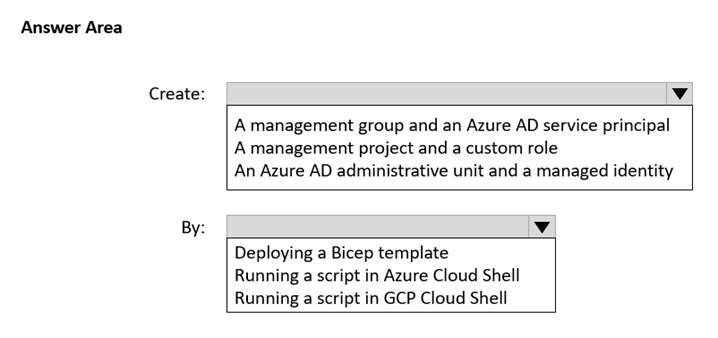 Answer Area
Create:
A management group and an Azure AD service principal
A management project and a custom role
An Azure AD administrative unit and a managed identity
By:
Deploying a Bicep template
Running a script in Azure Cloud Shell
Running a script in GCP Cloud Shell